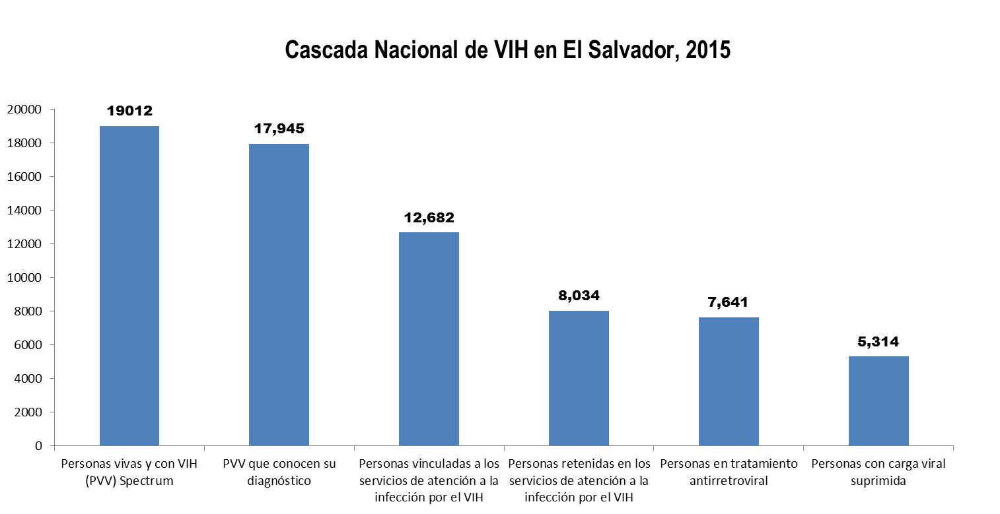 Cascada Nacional de VIH en El Salvador, 2015
20000
18000
16000
14000
12000
10000
8000
6000
4000
2000
0
19012
17,945
12,682
8,034
7,641
5,314
Personas vivas y con VIH
(PVV) Spectrum
PVV que conocen su
diagnóstico
Personas vinculadas a los
servicios de atención a la
infección por el VIH
Personas retenidas en los
servicios de atención a la
infección por el VIH
Personas en tratamiento
antirretroviral
Personas con carga viral
suprimida